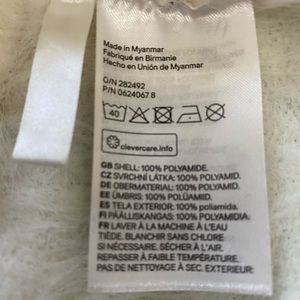 Made in Myanmar
Fabriqué en Birmanie
Hecho en Unión de Myanmar
O/N 282492
P/N 0624067 8
40
clevercare.info
GB SHELL: 100% POLYAMIDE.
CZ SVRCHNÍ LÁTKA: 100% POLYAMID.
DE OBERMATERIAL: 100% POLYAMID.
EE ÜMBRIS: 100% POLÜAMID.
ES TELA EXTERIOR: 100% poliamida.
FI PÄÄLLISKANGAS: 100% POLYAMIDIA.
FR LAVER À LA MACHINE À L'EAU
TIÈDE. BLANCHIR SANS CHLORE
SI NÉCESSAIRE. SÉCHER À L'AIR.
REPASSER À FAIBLE TEMPÉRATURE.
PAS DE NETTOYAGE À SEC. EXPR.